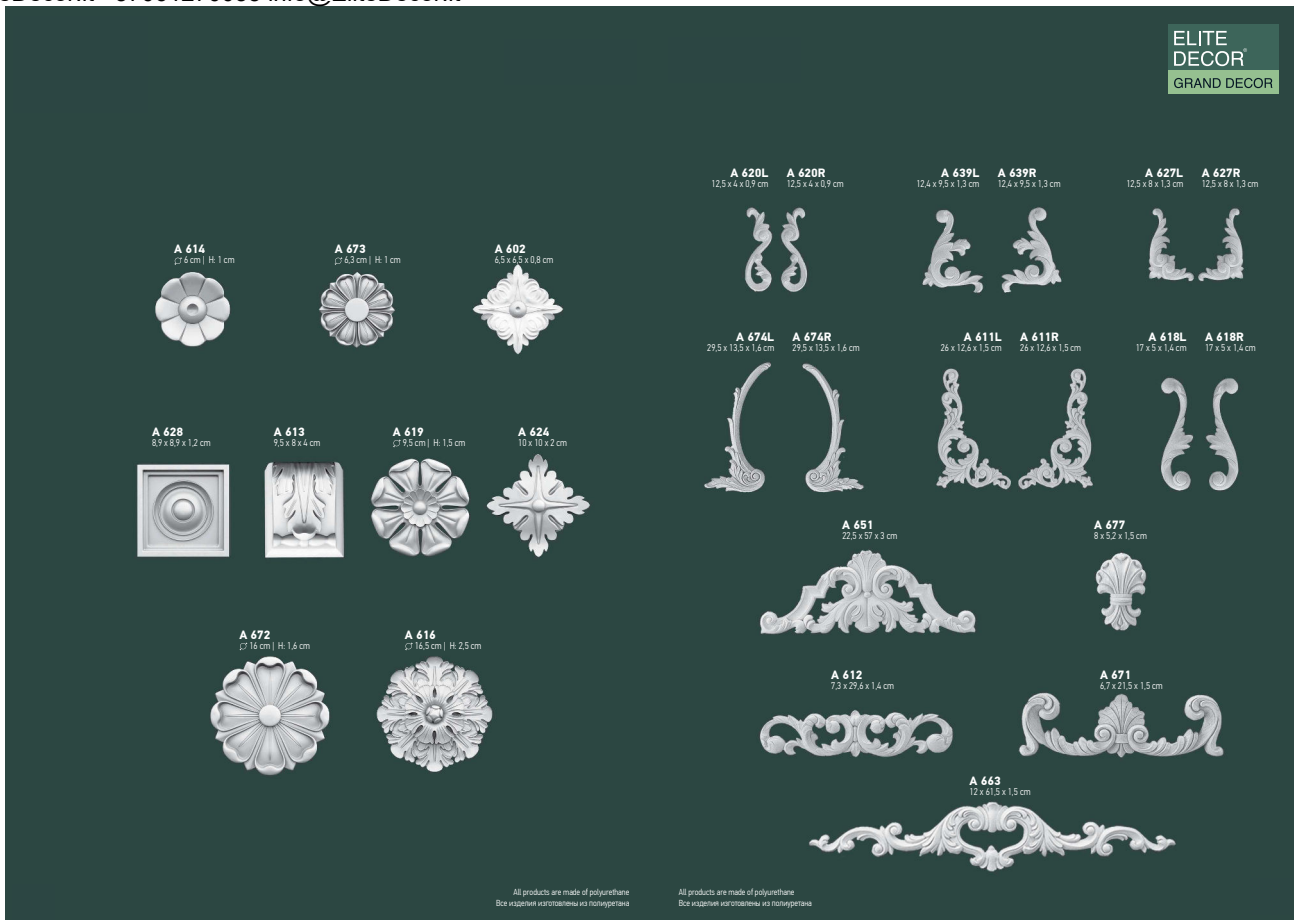 info@EliteDecor.lt
ELITE
DECOR®
GRAND DECOR
A 614
6 cm | H: 1 cm
A 673
6,3 cm | H: 1 cm
A 602
6,5 x 6,5 x 0,8 cm
A 628
8,9 x 8,9 x 1,2 cm
A 613
9,5 x 8 x 4 cm
A 619
9,5 cm | H: 1,5 cm
A 624
10 x 10 x 2 cm
A 672
16 cm | H: 1,6 cm
A 616
16,5 cm | H: 2,5 cm
All products are made of polyurethane
Все изделия изготовлены из полиуретана
A 620L
12,5 x 4 x 0,9 cm
A 620R
12,5 x 4 x 0,9 cm
A 639L
12,4 x 9,5 x 1,3 cm
A 639R
12,4 x 9,5 x 1,3 cm
A 627L
12,5 x 8 x 1,3 cm
A 627R
12,5 x 8 x 1,3 cm
A 674L
29,5 x 13,5 x 1,6 cm
A 674R
29,5 x 13,5 x 1,6 cm
A 611L
26 x 12,6 x 1,5 cm
A 611R
26 x 12,6 x 1,5 cm
A 618L
17 x 5 x 1,4 cm
A 618R
17 x 5 x 1,4 cm
A 651
22,5 x 57 x 3 cm
A 677
8 x 5,2 x 1,5 cm
A 612
7,3 x 29,6 x 1,4 cm
A 671
6,7 x 21,5 x 1,5 cm
A 663
12 x 61,5 x 1,5 cm
All products are made of polyurethane
Все изделия изготовлены из полиуретана